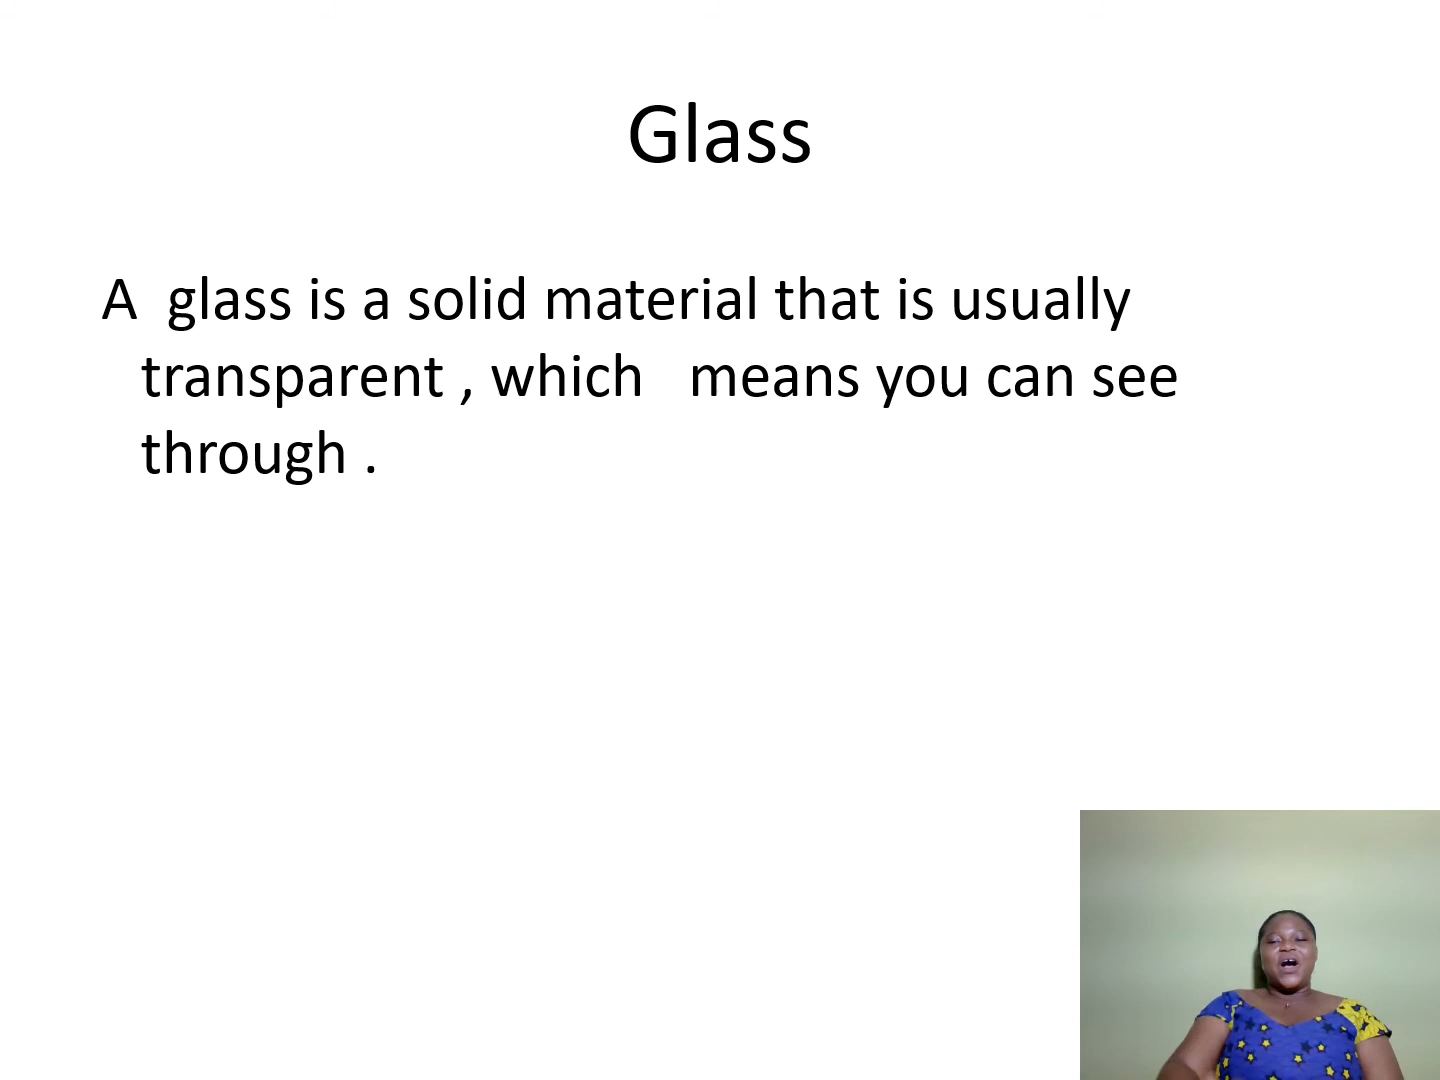 Glass
A  glass is a solid material that is usually
transparent , which   means you can see
through .